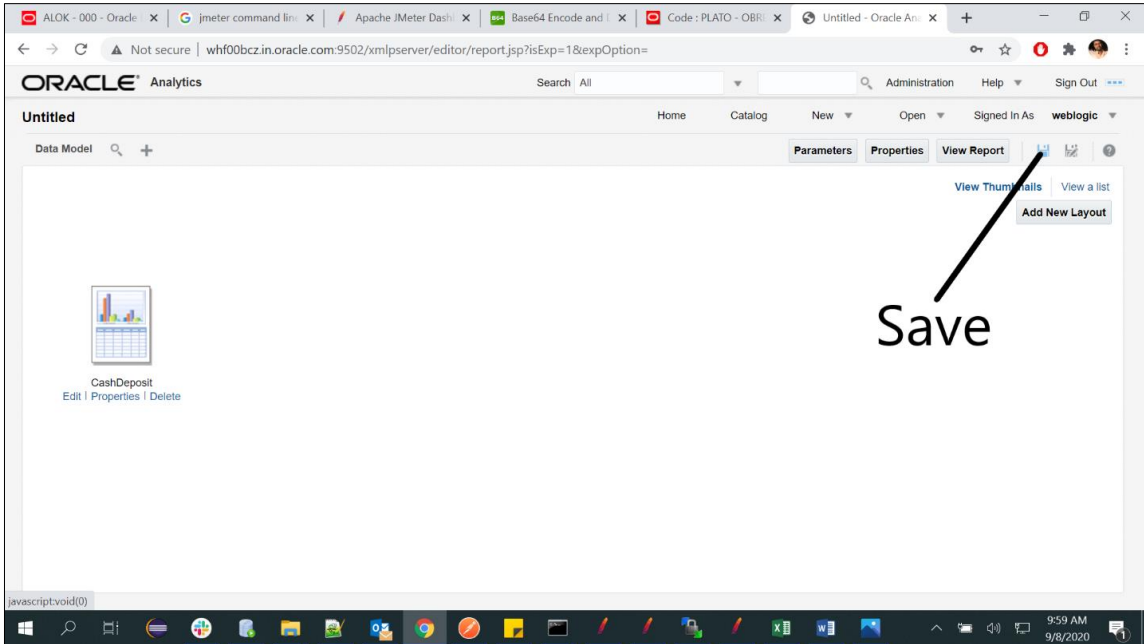 ALOK - 000 - Oracle
jmeter command line
Apache JMeter Dash
Base64 Encode and
Code : PLATO - OBR
Untitled - Oracle Ana
Not secure | whf00bcz.in.oracle.com:9502/xmlpserver/editor/report.jsp?isExp=1&expOption=
ORACLE Analytics Search All Administration Help Sign Out
Untitled Home Catalog New Open Signed In As weblogic
Data Model Parameters Properties View Report
View Thumbnails View a list
Add New Layout
Save
CashDeposit
Edit | Properties | Delete
javascript:void(0)
9:59 AM
9/8/2020